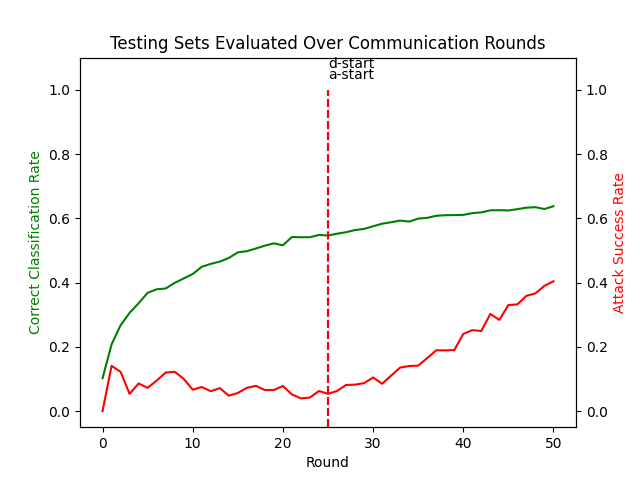 Testing Sets Evaluated Over Communication Rounds
d-start
a-start
1.0
0.8
0.6
0.4
0.2
0.0
Correct Classification Rate
1.0
0.8
0.6
0.4
0.2
0.0
Attack Success Rate
0 10 20 30 40 50
Round